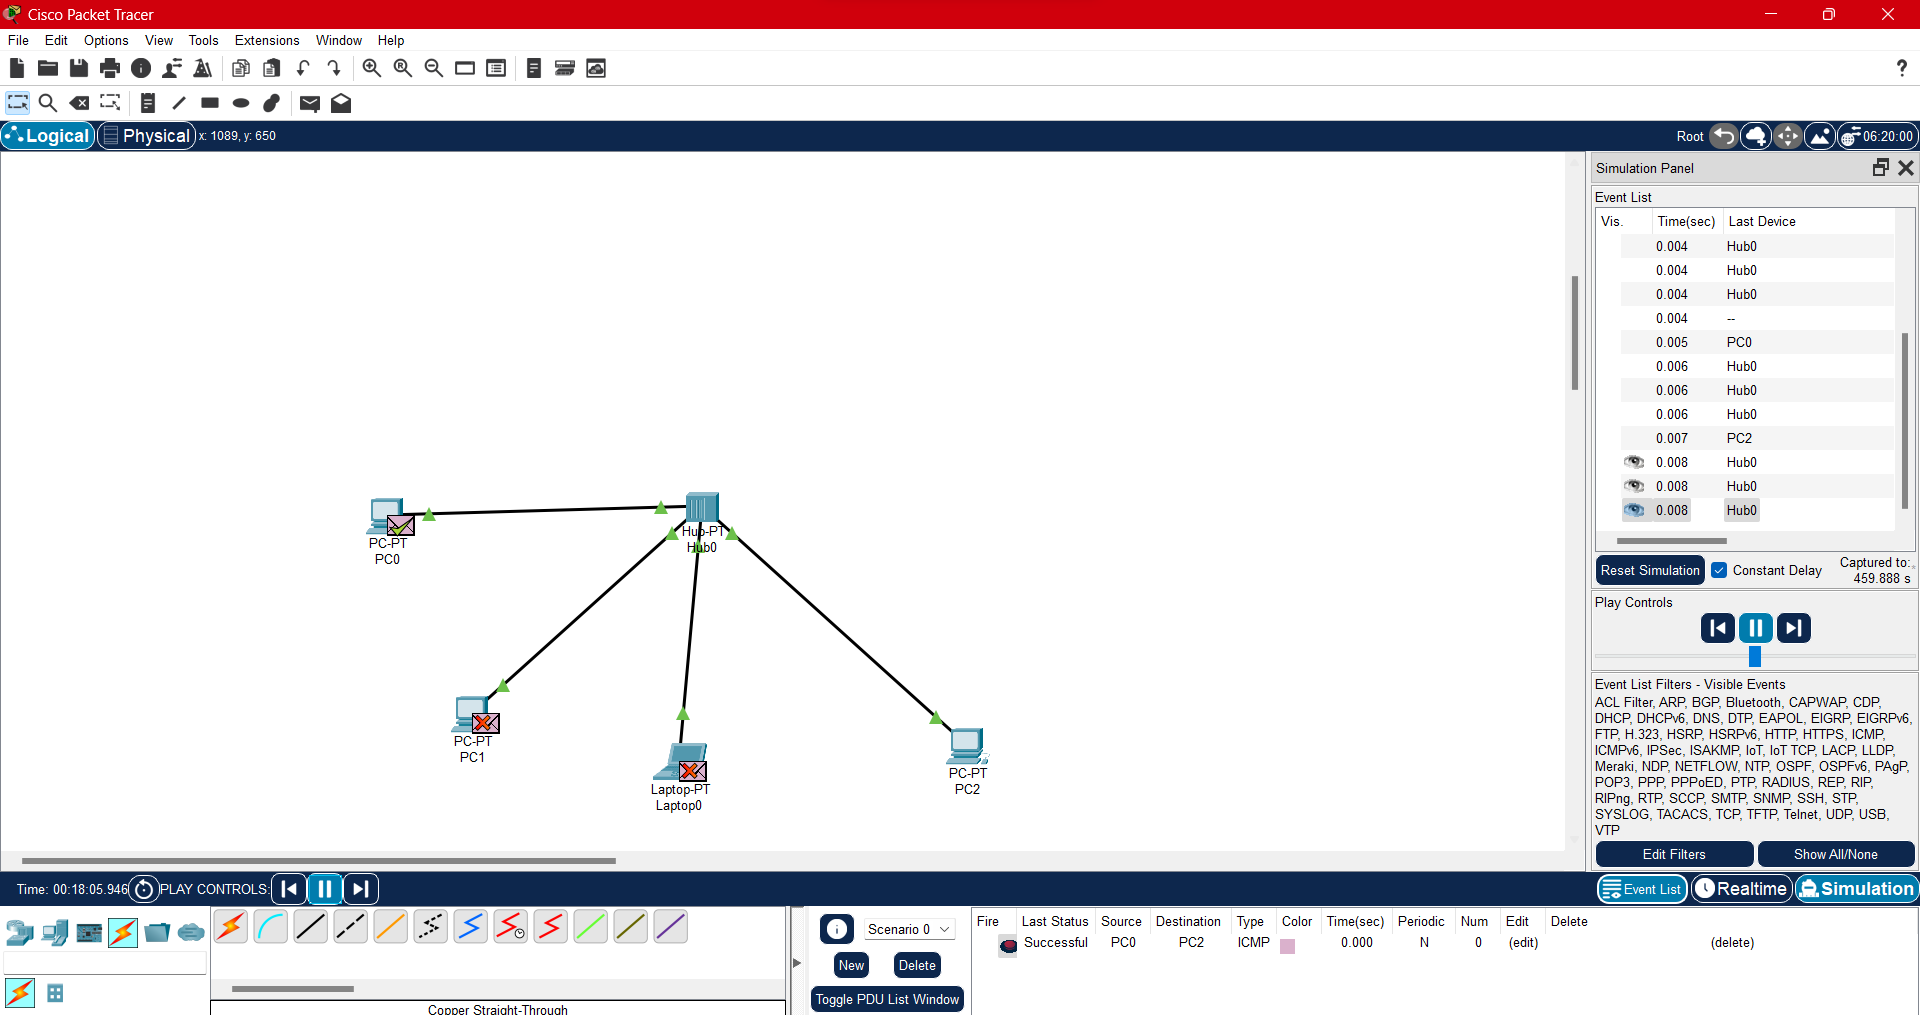 Cisco Packet Tracer
File Edit Options View Tools Extensions Window Help
Logical Physical x: 1089, y: 650 Root 06:20:00
Simulation Panel
Event List
Vis. Time(sec) Last Device
0.004 Hub0
0.004 Hub0
0.004 Hub0
0.004 --
0.005 PC0
0.006 Hub0
0.006 Hub0
0.006 Hub0
0.007 PC2
0.008 Hub0
0.008 Hub0
0.008 Hub0
Reset Simulation Constant Delay Captured to:
459.888 s
Play Controls
Event List Filters - Visible Events
ACL Filter, ARP, BGP, Bluetooth, CAPWAP, CDP,
DHCP, DHCPv6, DNS, DTP, EAPOL, EIGRP, EIGRPv6,
FTP, H.323, HSRP, HSRPv6, HTTP, HTTPS, ICMP,
ICMPv6, IPSec, ISAKMP, IoT, IoT TCP, LACP, LLDP,
Meraki, NDP, NETFLOW, NTP, OSPF, OSPFv6, PAgP,
POP3, PPP, PPPoED, PTP, RADIUS, REP, RIP,
RIPng, RTP, SCCP, SMTP, SNMP, SSH, STP,
SYSLOG, TACACS, TCP, TFTP, Telnet, UDP, USB,
VTP
Edit Filters Show All/None
PC-PT
PC0
Hub-PT
Hub0
PC-PT
PC1
Laptop-PT
Laptop0
PC-PT
PC2
Time: 00:18:05.946 PLAY CONTROLS: Event List Realtime Simulation
Copper Straight-Through
Scenario 0
New Delete
Toggle PDU List Window
Fire Last Status Source Destination Type Color Time(sec) Periodic Num Edit Delete
Successful PC0 PC2 ICMP 0.000 N 0 (edit) (delete)